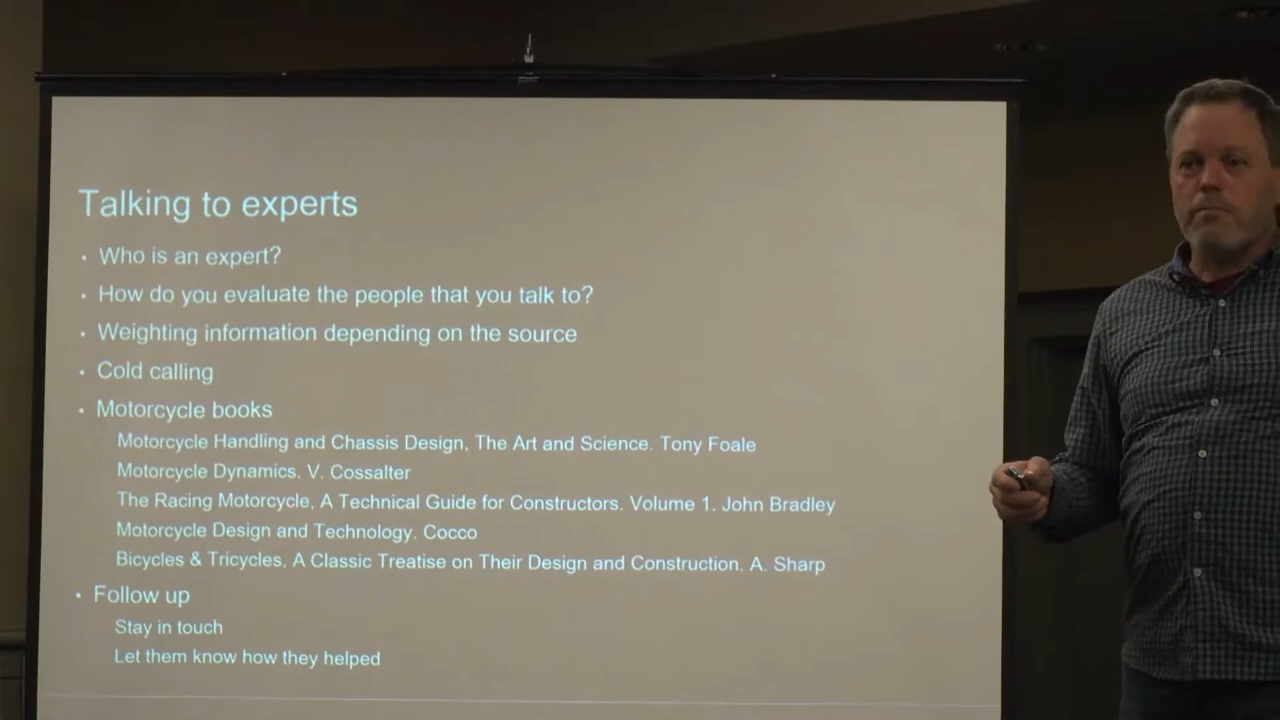 Talking to experts
· Who is an expert?
· How do you evaluate the people that you talk to?
· Weighting information depending on the source
· Cold calling
· Motorcycle books
Motorcycle Handling and Chassis Design, The Art and Science. Tony Foale
Motorcycle Dynamics. V. Cossalter
The Racing Motorcycle, A Technical Guide for Constructors. Volume 1. John Bradley
Motorcycle Design and Technology. Cocco
Bicycles & Tricycles, A Classic Treatise on Their Design and Construction. A. Sharp
· Follow up
Stay in touch
Let them know how they helped